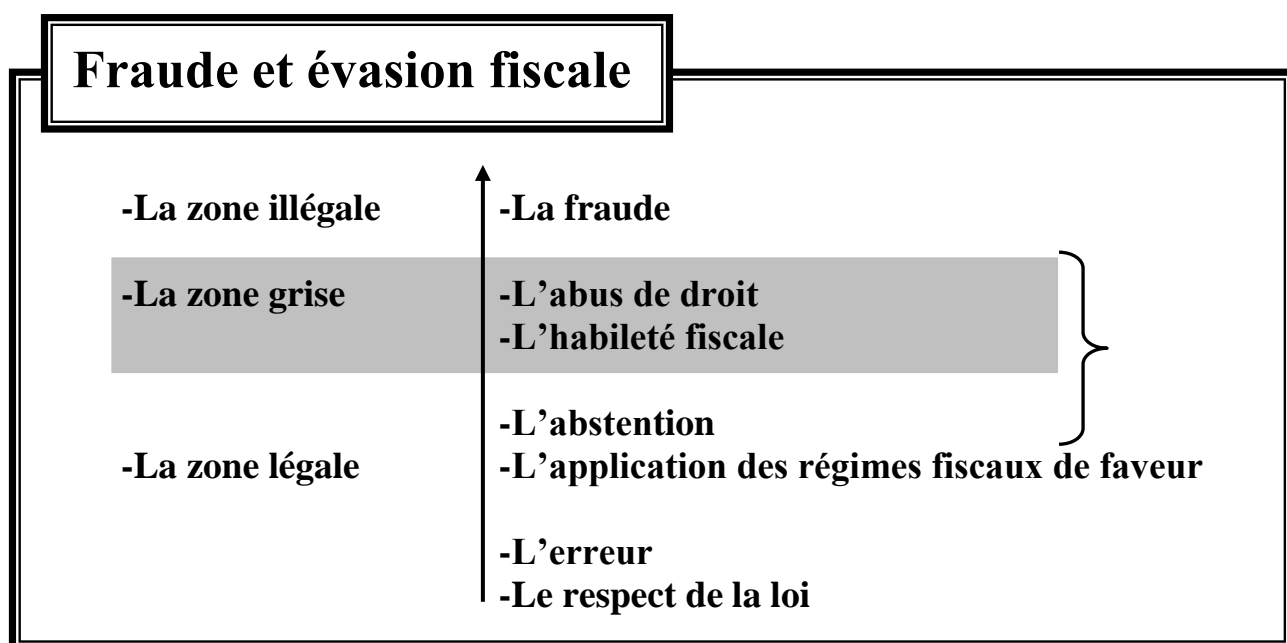 Fraude et évasion fiscale
-La zone illégale -La fraude
-La zone grise -L’abus de droit
-L’habileté fiscale
-L’abstention
-La zone légale -L’application des régimes fiscaux de faveur
-L’erreur
-Le respect de la loi